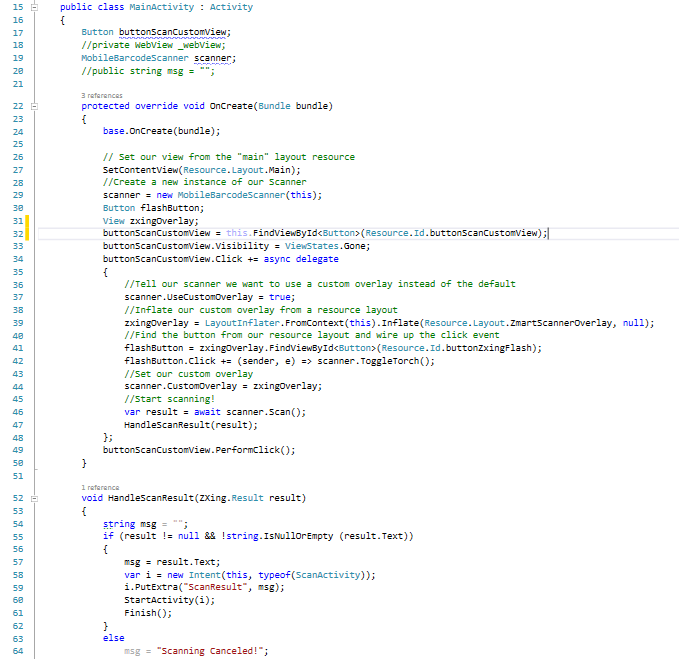 15 public class MainActivity : Activity
16 {
17 Button buttonScanCustomView;
18 //private WebView _webView;
19 MobileBarcodeScanner scanner;
20 //public string msg = "";
21
3 references
22 protected override void OnCreate(Bundle bundle)
23 {
24 base.OnCreate(bundle);
25
26 // Set our view from the "main" layout resource
27 SetContentView(Resource.Layout.Main);
28 //Create a new instance of our Scanner
29 scanner = new MobileBarcodeScanner(this);
30 Button flashButton;
31 View zxingOverlay;
32 buttonScanCustomView = this.FindViewById<Button>(Resource.Id.buttonScanCustomView);
33 buttonScanCustomView.Visibility = ViewStates.Gone;
34 buttonScanCustomView.Click += async delegate
35 {
36 //Tell our scanner we want to use a custom overlay instead of the default
37 scanner.UseCustomOverlay = true;
38 //Inflate our custom overlay from a resource layout
39 zxingOverlay = LayoutInflater.FromContext(this).Inflate(Resource.Layout.ZmartScannerOverlay, null);
40 //Find the button from our resource layout and wire up the click event
41 flashButton = zxingOverlay.FindViewById<Button>(Resource.Id.buttonZxingFlash);
42 flashButton.Click += (sender, e) => scanner.ToggleTorch();
43 //Set our custom overlay
44 scanner.CustomOverlay = zxingOverlay;
45 //Start scanning!
46 var result = await scanner.Scan();
47 HandleScanResult(result);
48 };
49 buttonScanCustomView.PerformClick();
50 }
51
1 reference
52 void HandleScanResult(ZXing.Result result)
53 {
54 string msg = "";
55 if (result != null && !string.IsNullOrEmpty (result.Text))
56 {
57 msg = result.Text;
58 var i = new Intent(this, typeof(ScanActivity));
59 i.PutExtra("ScanResult", msg);
60 StartActivity(i);
61 Finish();
62 }
63 else
64 msg = "Scanning Canceled!";